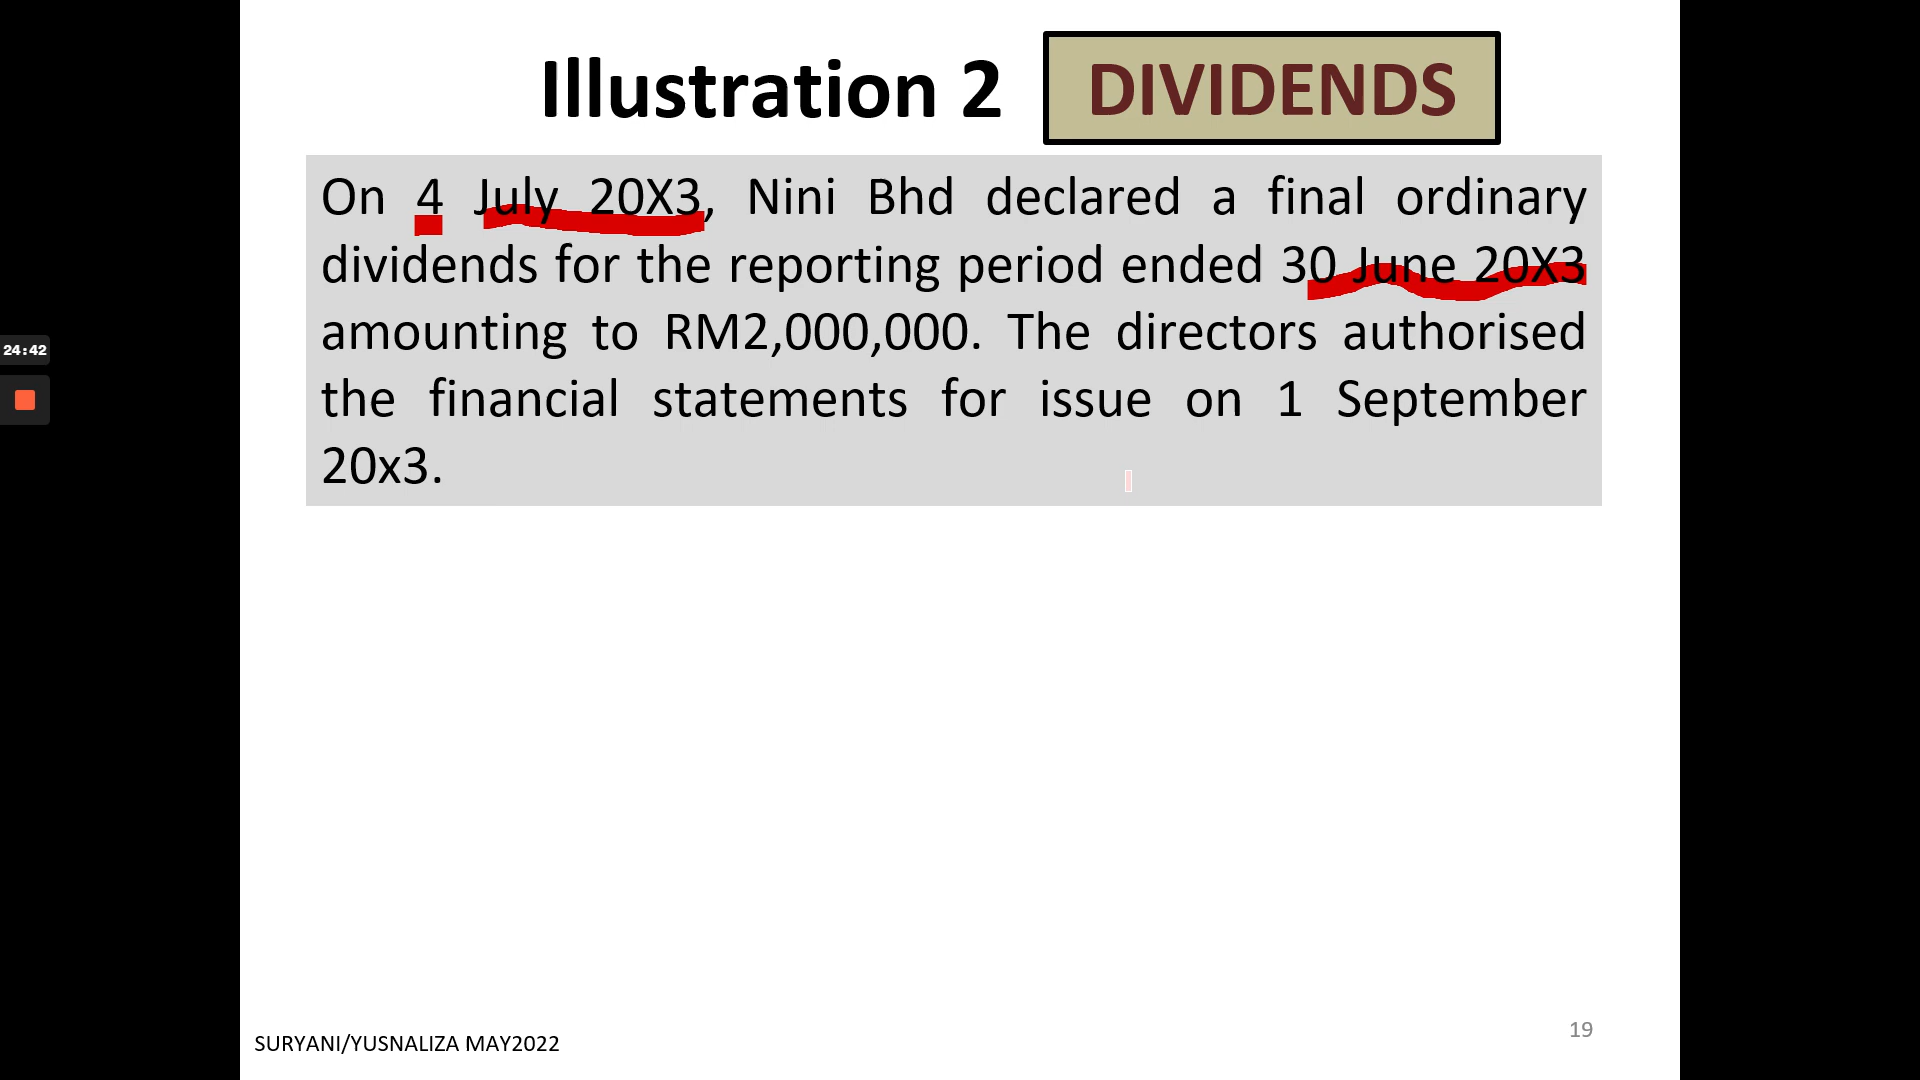 Illustration 2 DIVIDENDS
On 4 July 20X3, Nini Bhd declared a final ordinary
dividends for the reporting period ended 30 June 20X3
amounting to RM2,000,000. The directors authorised
the financial statements for issue on 1 September
20x3.
24:42
SURYANI/YUSNALIZA MAY2022
19